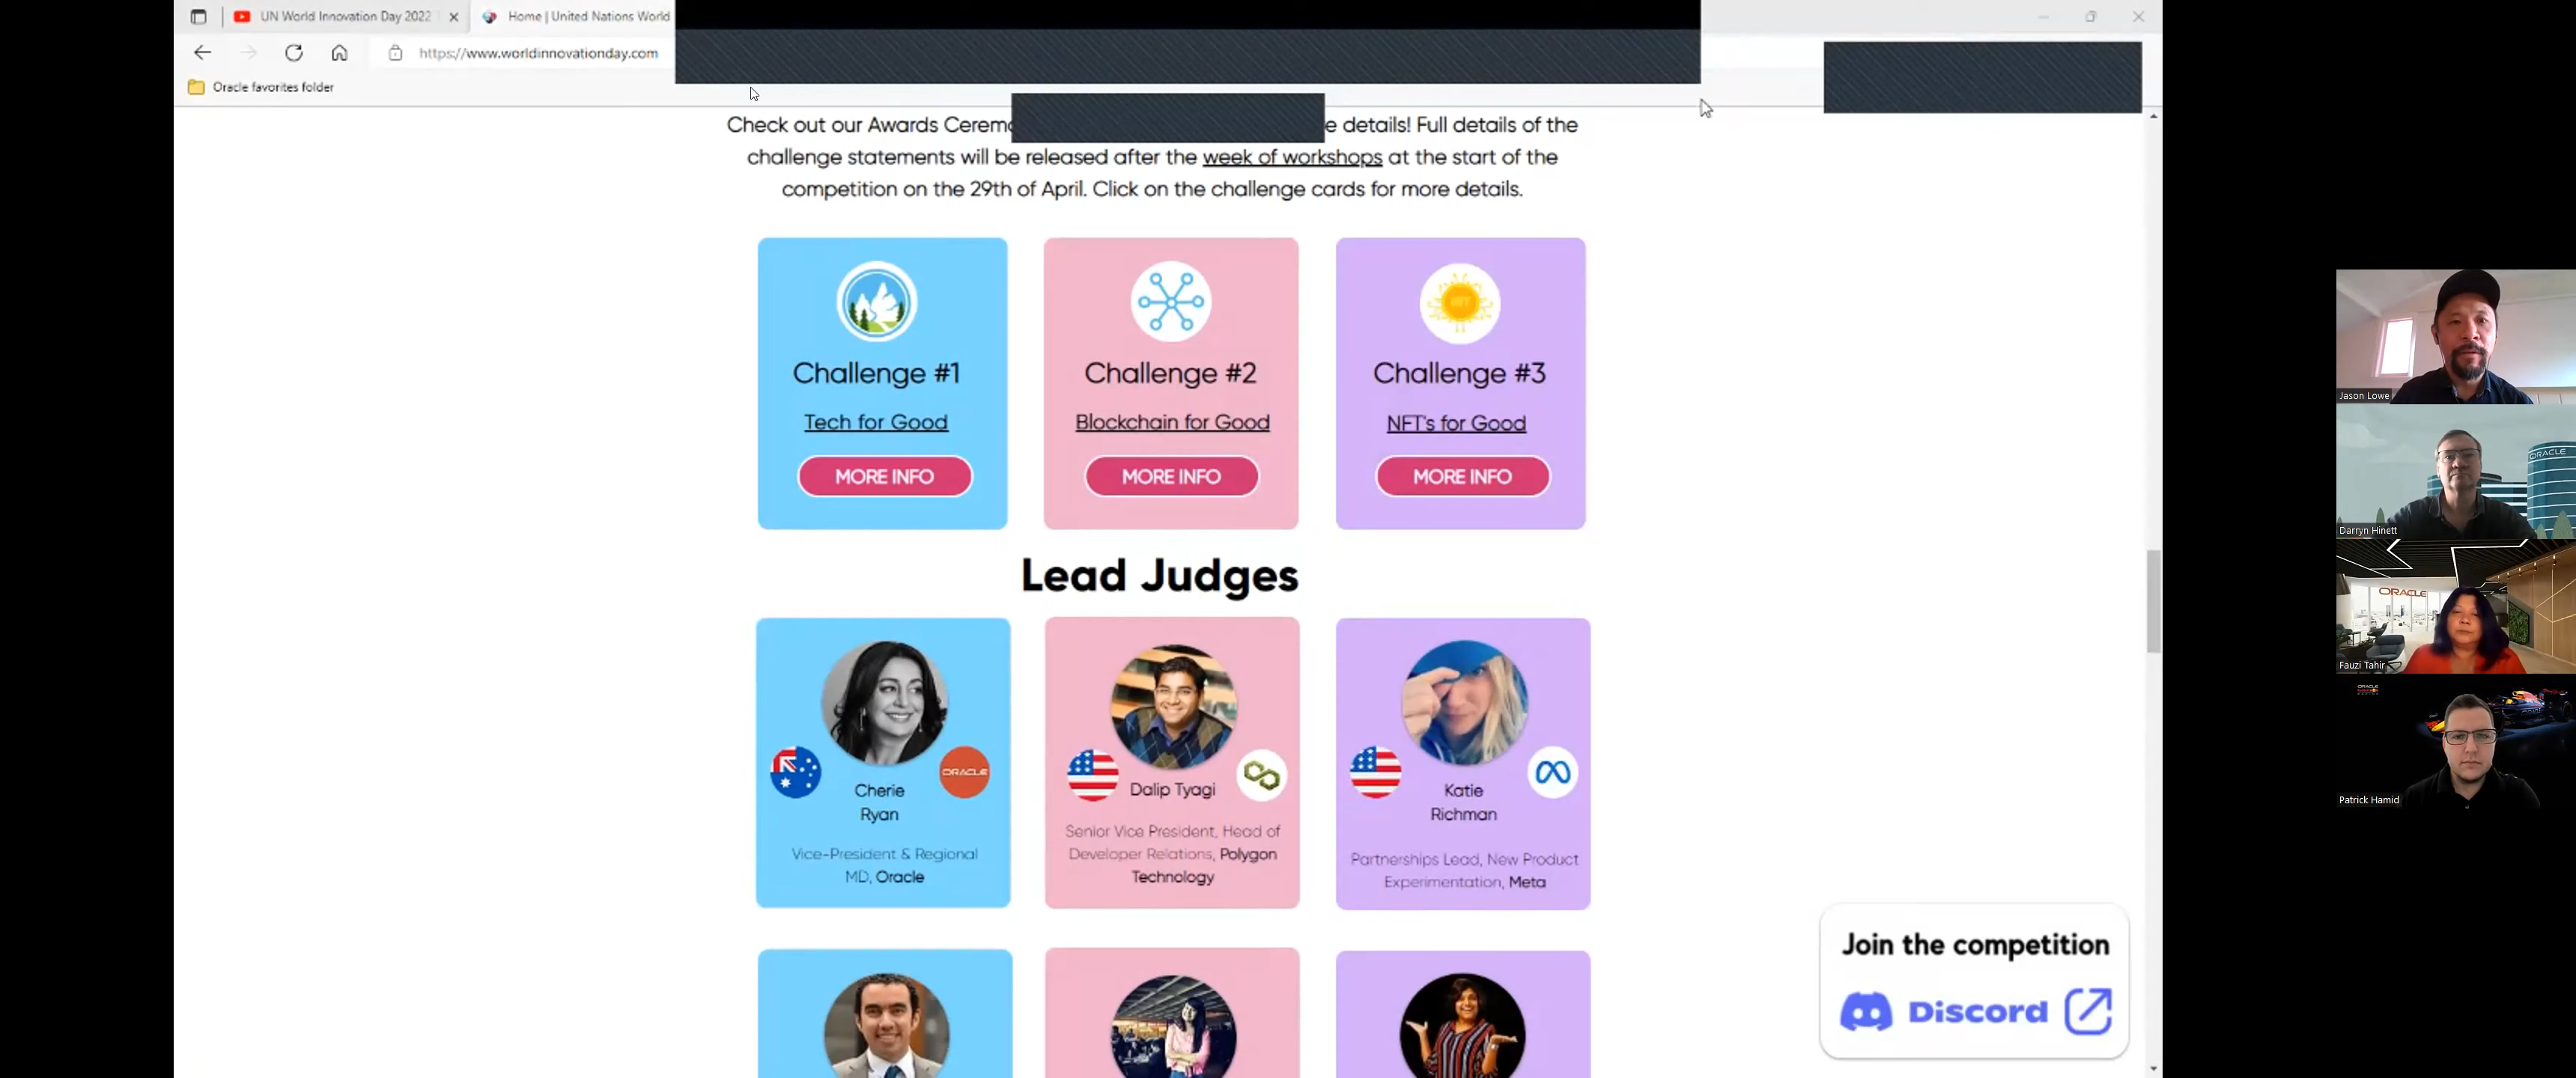 UN World Innovation Day 2022
Home | United Nations World
https://www.worldinnovationday.com
Oracle favorites folder
Check out our Awards Cerem
e details! Full details of the
challenge statements will be released after the week of workshops at the start of the
competition on the 29th of April. Click on the challenge cards for more details.
Challenge #1
Tech for Good
MORE INFO
Challenge #2
Blockchain for Good
MORE INFO
Challenge #3
NFT's for Good
MORE INFO
Lead Judges
ORACLE
Cherie
Ryan
Vice-President & Regional
MD, Oracle
Dalip Tyagi
Senior Vice President, Head of
Developer Relations, Polygon
Technology
Katie
Richman
Partnerships Lead, New Product
Experimentation, Meta
Join the competition
Discord
Jason Lowe
ORACLE
Darryn Hinett
ORACLE
Fauzi Tahir
ORACLE
Patrick Hamid